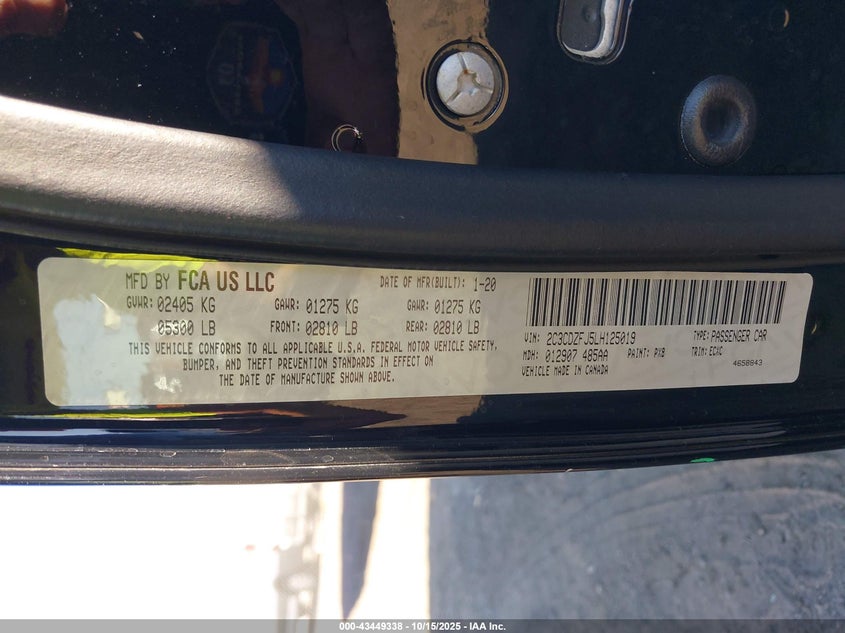 MFD BY FCA US LLC
DATE OF MFR(BUILT): 1-20
GVWR: 02405 KG
GAWR: 01275 KG
GAWR: 01275 KG
05300 LB
FRONT: 02810 LB
REAR: 02810 LB
THIS VEHICLE CONFORMS TO ALL APPLICABLE U.S.A. FEDERAL MOTOR VEHICLE SAFETY,
BUMPER, AND THEFT PREVENTION STANDARDS IN EFFECT ON
THE DATE OF MANUFACTURE SHOWN ABOVE.
VIN: 2C3CDZFJ5LH125019
TYPE: PASSENGER CAR
MDH: 012907 485AA
PAINT: PXB
TRIM: ECXC
VEHICLE MADE IN CANADA
4658843
000-43449338 - 10/15/2025 - IAA Inc.